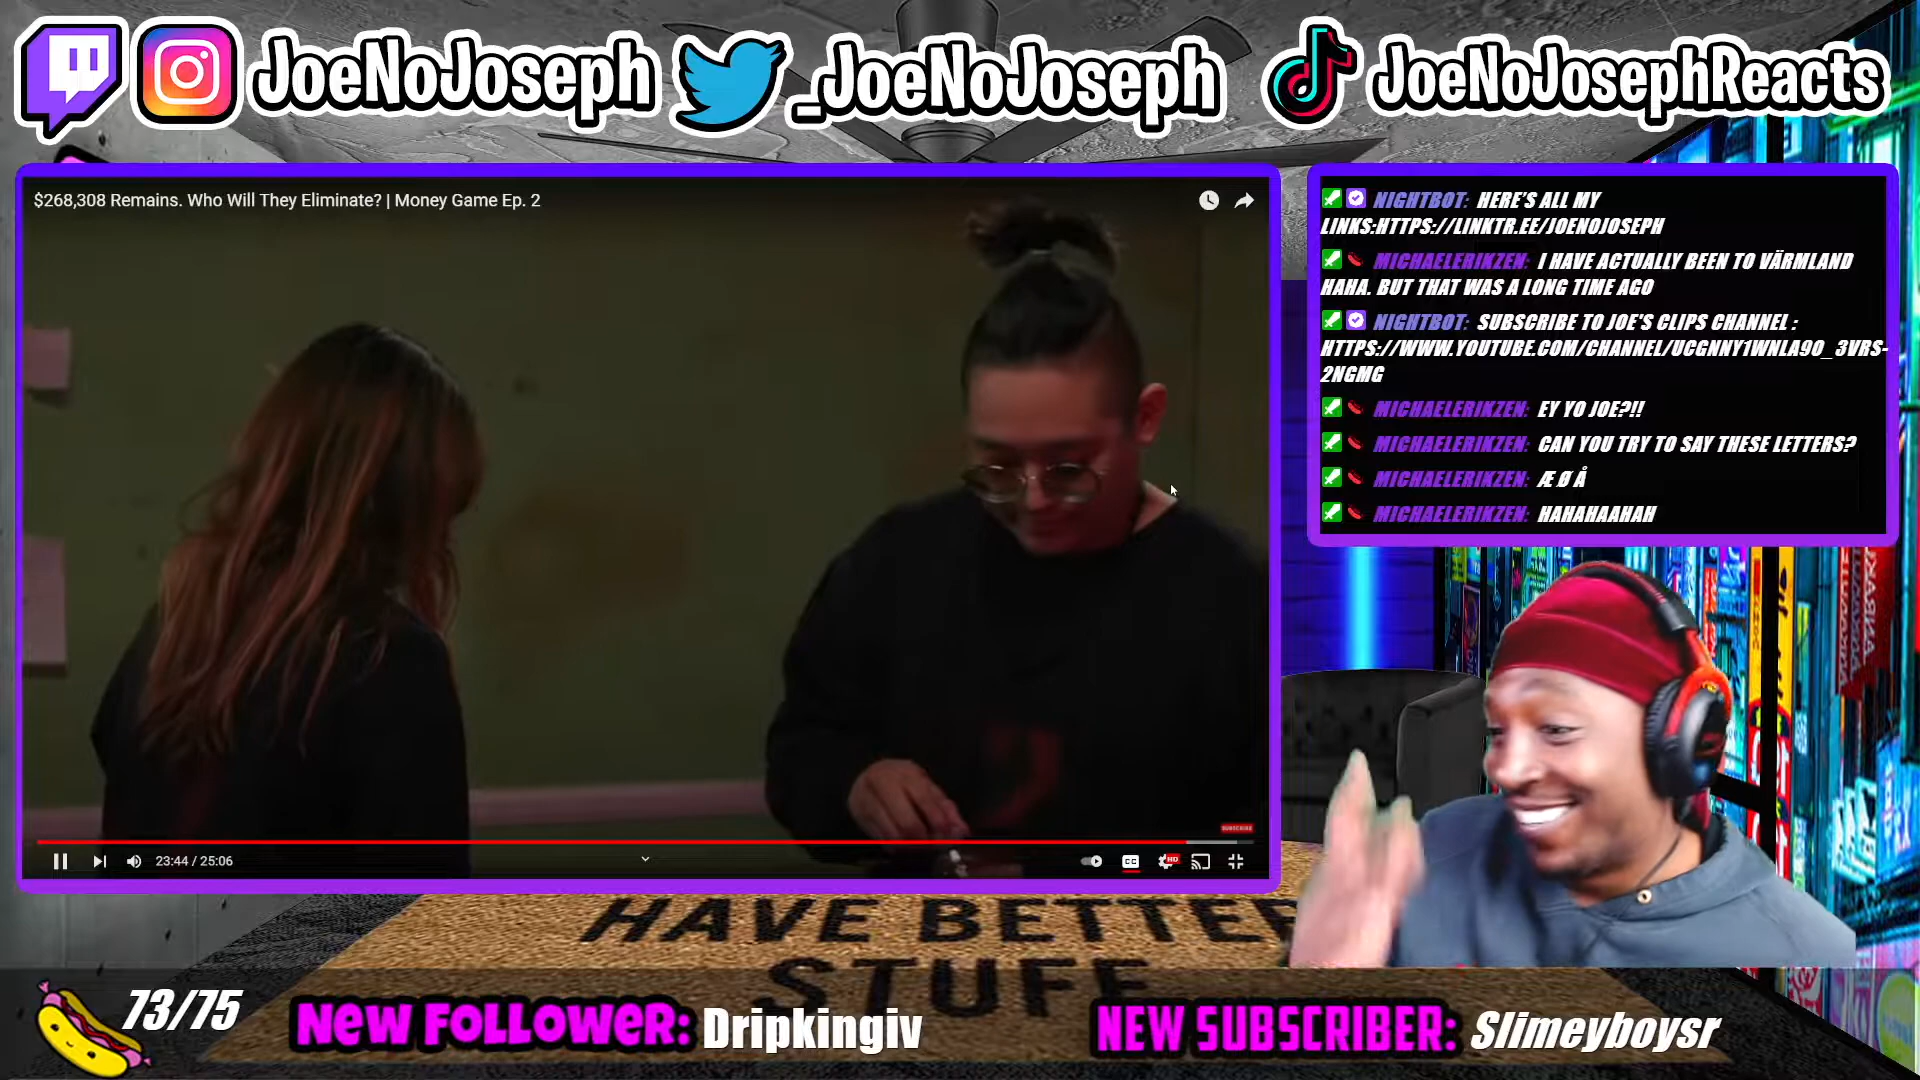 JoeNoJoseph
_JoeNoJoseph
JoeNoJosephReacts
$268,308 Remains. Who Will They Eliminate? | Money Game Ep. 2
NIGHTBOT: HERE'S ALL MY
LINKS:HTTPS://LINKTR.EE/JOENOJOSEPH
MICHAELERIKZEN: I HAVE ACTUALLY BEEN TO VÄRMLAND
HAHA. BUT THAT WAS A LONG TIME AGO
NIGHTBOT: SUBSCRIBE TO JOE'S CLIPS CHANNEL :
HTTPS://WWW.YOUTUBE.COM/CHANNEL/UCGNNY1WNLA9O_3VRS-
2NGMG
MICHAELERIKZEN: EY YO JOE?!!
MICHAELERIKZEN: CAN YOU TRY TO SAY THESE LETTERS?
MICHAELERIKZEN: Æ Ø Å
MICHAELERIKZEN: HAHAHAAHAH
SUBSCRIBE
23:44 / 25:06
CC
HD
HAVE BETTER
STUFF
73/75
NEW FOLLOWER: Dripkingiv
NEW SUBSCRIBER: Slimeyboysr